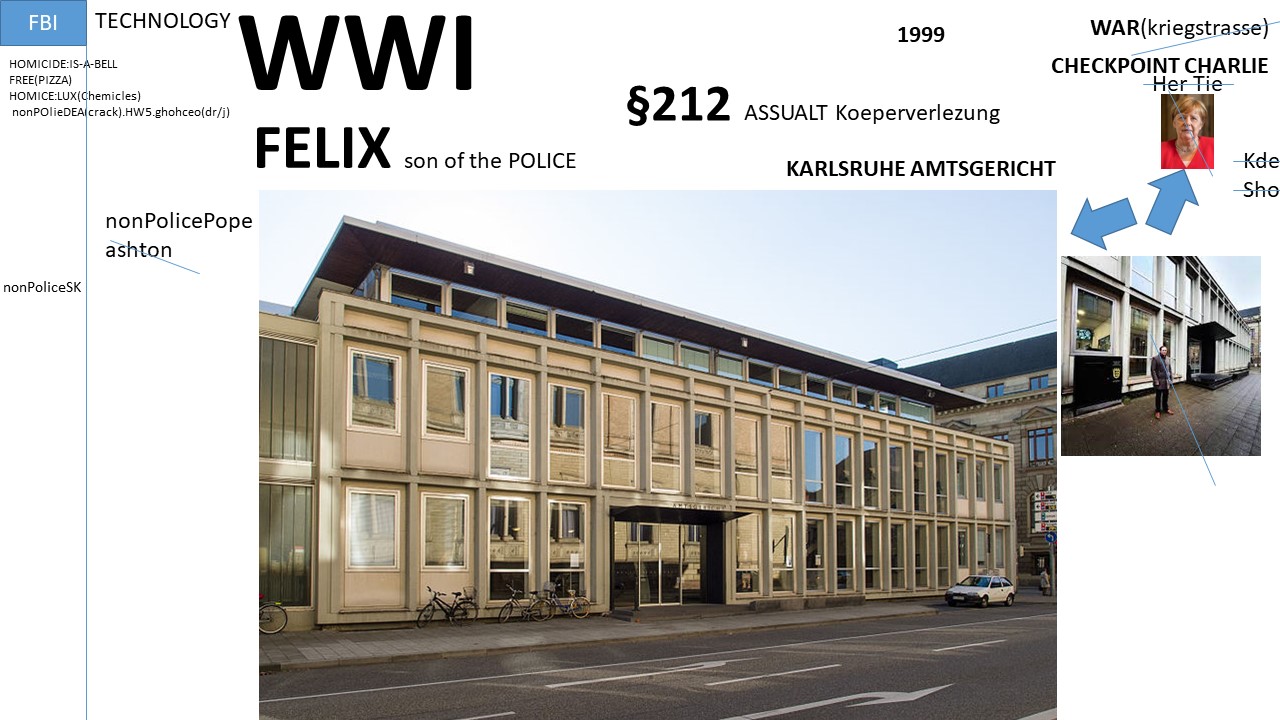 FBI
TECHNOLOGY
WWI
1999
WAR(kriegstrasse)
HOMICIDE:IS-A-BELL
FREE(PIZZA)
HOMICE:LUX(Chemicles)
nonPOlieDEA(crack).HW5.ghohceo(dr/j)
CHECKPOINT CHARLIE
Her Tie
§212 ASSUALT Koeperverlezung
FELIX son of the POLICE
KARLSRUHE AMTSGERICHT
Kde
Sho
nonPolicePope
ashton
nonPoliceSK
AMTSGERICHT